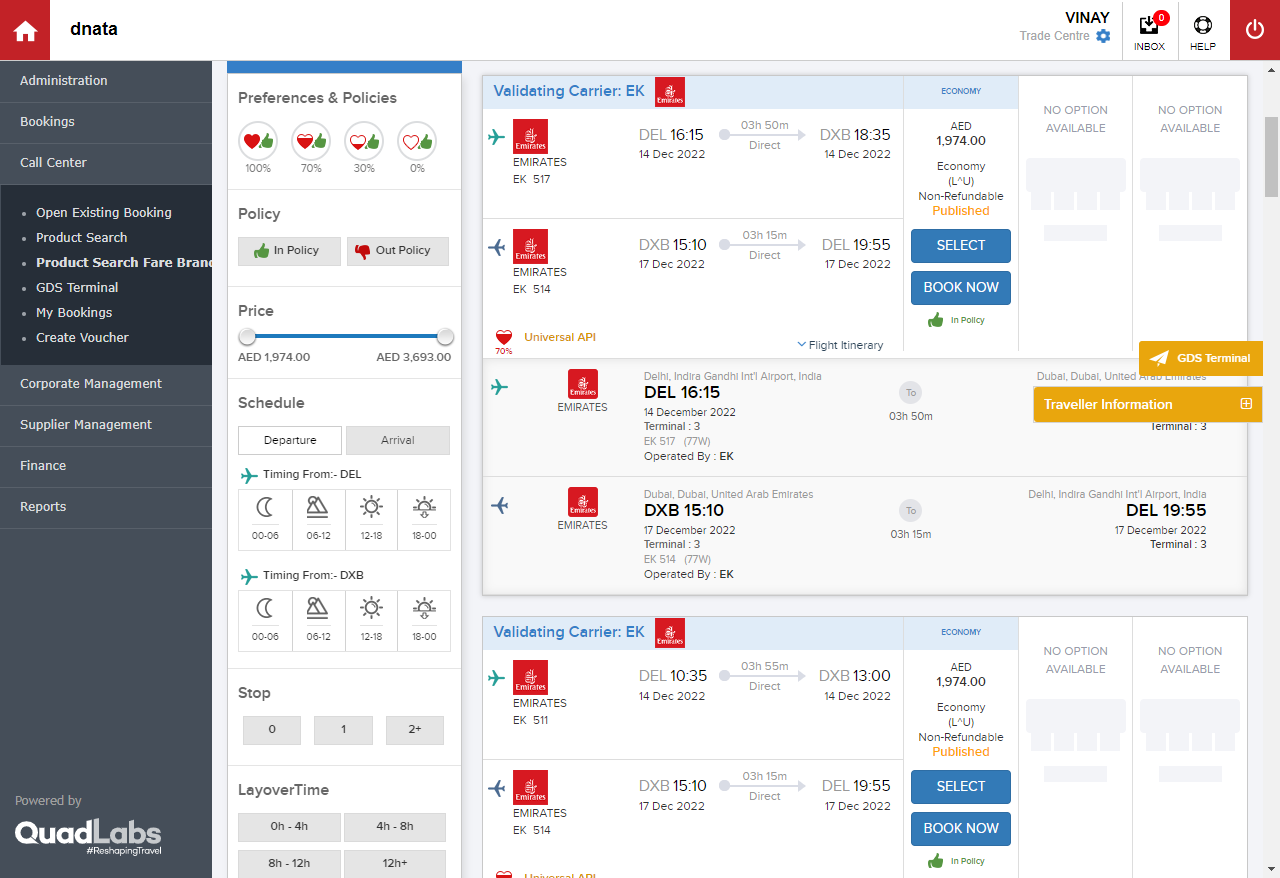 dnata
VINAY
Trade Centre
0
INBOX
HELP
Administration
Bookings
Call Center
Open Existing Booking
Product Search
Product Search Fare Brand
GDS Terminal
My Bookings
Create Voucher
Corporate Management
Supplier Management
Finance
Reports
Powered by
QuadLabs
#ReshapingTravel
Preferences & Policies
100% 70% 30% 0%
Policy
In Policy Out Policy
Price
AED 1,974.00 AED 3,693.00
Schedule
Departure Arrival
Timing From:- DEL
00-06 06-12 12-18 18-00
Timing From:- DXB
00-06 06-12 12-18 18-00
Stop
0 1 2+
LayoverTime
0h - 4h 4h - 8h
8h - 12h 12h+
Validating Carrier: EK Emirates
ECONOMY
Emirates
EMIRATES
EK 517
DEL 16:15
14 Dec 2022
03h 50m
Direct
DXB 18:35
14 Dec 2022
Emirates
EMIRATES
EK 514
DXB 15:10
17 Dec 2022
03h 15m
Direct
DEL 19:55
17 Dec 2022
70%
Universal API
Flight Itinerary
AED
1,974.00
Economy
(L^U)
Non-Refundable
Published
SELECT
BOOK NOW
In Policy
NO OPTION
AVAILABLE
NO OPTION
AVAILABLE
GDS Terminal
Traveller Information
Emirates
EMIRATES
Delhi, Indira Gandhi Int'l Airport, India
DEL 16:15
14 December 2022
Terminal : 3
EK 517 (77W)
Operated By : EK
To
03h 50m
Dubai, Dubai, United Arab Emirates
Terminal : 3
Emirates
EMIRATES
Dubai, Dubai, United Arab Emirates
DXB 15:10
17 December 2022
Terminal : 3
EK 514 (77W)
Operated By : EK
To
03h 15m
Delhi, Indira Gandhi Int'l Airport, India
DEL 19:55
17 December 2022
Terminal : 3
Validating Carrier: EK Emirates
ECONOMY
Emirates
EMIRATES
EK 511
DEL 10:35
14 Dec 2022
03h 55m
Direct
DXB 13:00
14 Dec 2022
Emirates
EMIRATES
EK 514
DXB 15:10
17 Dec 2022
03h 15m
Direct
DEL 19:55
17 Dec 2022
Universal API
AED
1,974.00
Economy
(L^U)
Non-Refundable
Published
SELECT
BOOK NOW
In Policy
NO OPTION
AVAILABLE
NO OPTION
AVAILABLE